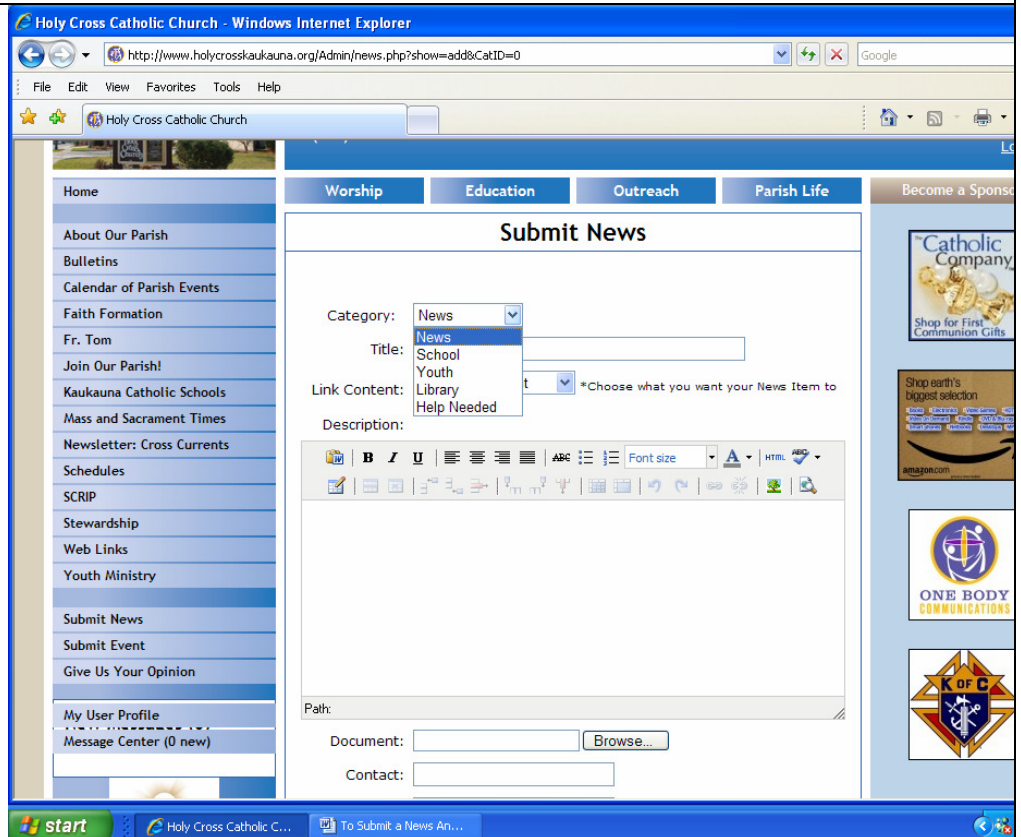 Holy Cross Catholic Church - Windows Internet Explorer
http://www.holycrosskaukauna.org/Admin/news.php?show=add&CatID=0
Google
File Edit View Favorites Tools Help
Holy Cross Catholic Church
Home
Worship Education Outreach Parish Life
Become a Sponso
Submit News
About Our Parish
Bulletins
Calendar of Parish Events
Faith Formation
Fr. Tom
Join Our Parish!
Kaukauna Catholic Schools
Mass and Sacrament Times
Newsletter: Cross Currents
Schedules
SCRIP
Stewardship
Web Links
Youth Ministry
Submit News
Submit Event
Give Us Your Opinion
My User Profile
Message Center (0 new)
Category: News
News
School
Youth
Library
Help Needed
Title:
Link Content: t *Choose what you want your News Item to
Description:
B I U ABC Font size A HTML ABC
Path:
Document: Browse...
Contact:
The Catholic
Company
Shop for First
Communion Gifts
Shop earth's
biggest selection
amazon.com
ONE BODY
COMMUNICATIONS
K OF C
start Holy Cross Catholic C... To Submit a News An...